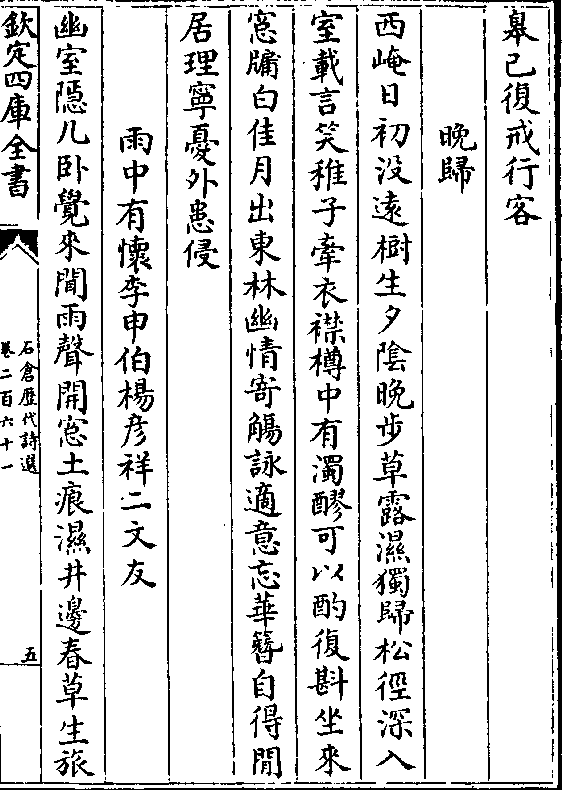 皋已復戒行客
晚歸
西崦日初没遠樹生夕陰晚歩草露濕獨歸松徑深入
室載言笑稚子牽衣襟樽中有濁醪可以酌復斟坐來
窓牖白佳月出東林幽情寄觴詠適意忘華簪自得閒
居理寧憂外患侵
雨中有懷李申伯楊彦祥二文友
幽室隠几卧覺來聞雨聲開窓土痕濕井邊春草生旅
欽定四庫全書
石倉歴代詩選
卷二百六十一
五